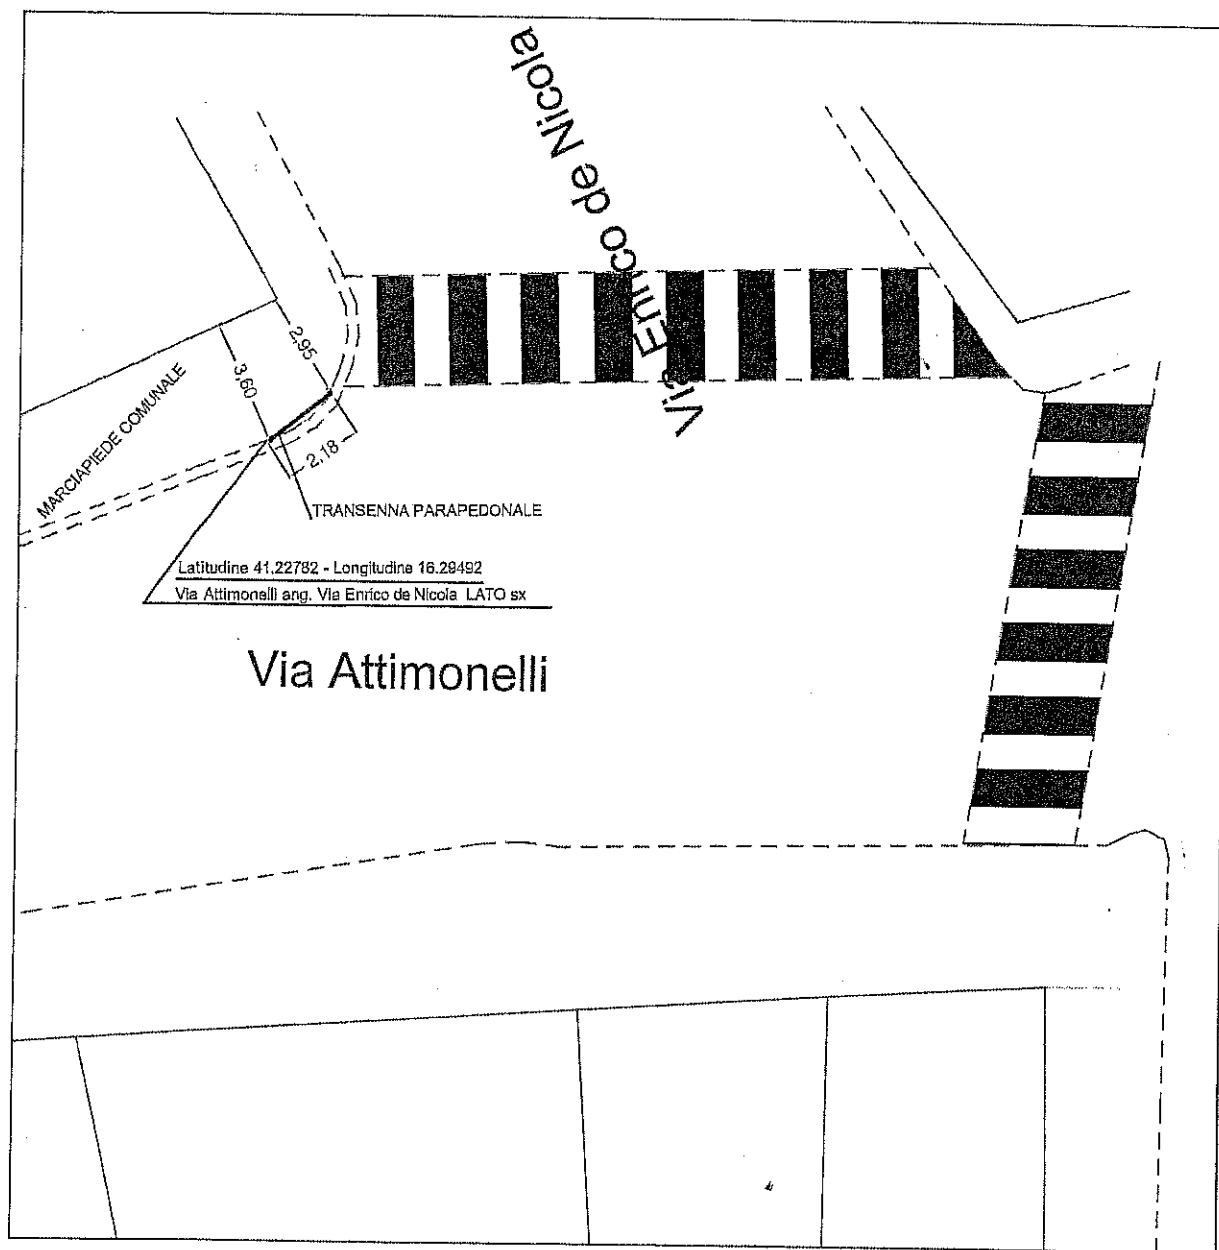 Via Enrico de Nicola
2,95
3,60
MARCIAPIEDE COMUNALE
2,18
TRANSENNA PARAPEDONALE
Latitudine 41,22782 - Longitudine 16.29492
Via Attimonelli ang. Via Enrico de Nicola LATO sx
Via Attimonelli